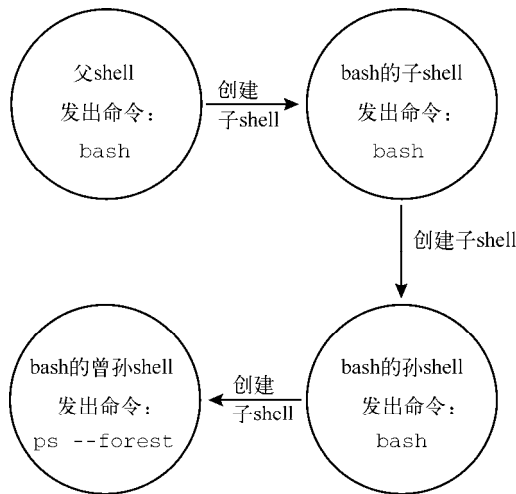 父shell
发出命令：
bash
创建
子shell
bash的子shell
发出命令：
bash
创建子shell
bash的孙shell
发出命令：
bash
创建
子shell
bash的曾孙shell
发出命令：
ps --forest